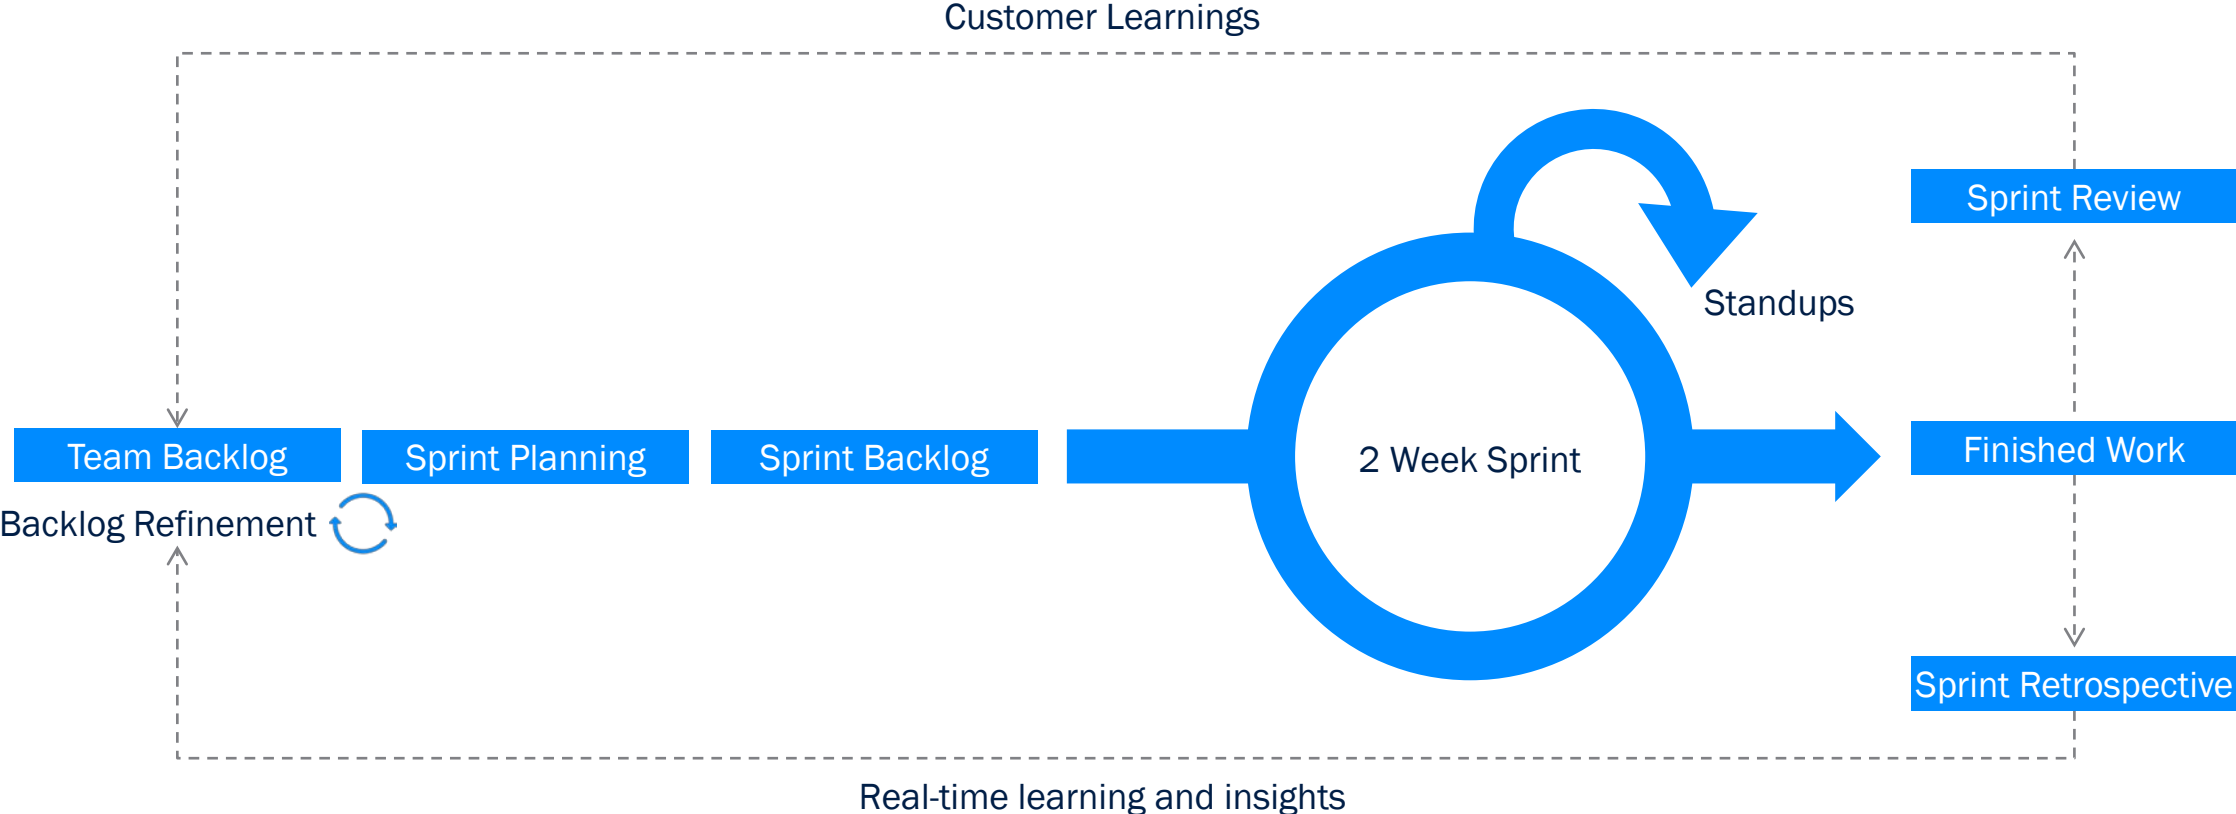 Customer Learnings
Sprint Review
Standups
Team Backlog
Sprint Planning
Sprint Backlog
2 Week Sprint
Finished Work
Backlog Refinement
Sprint Retrospective
Real-time learning and insights